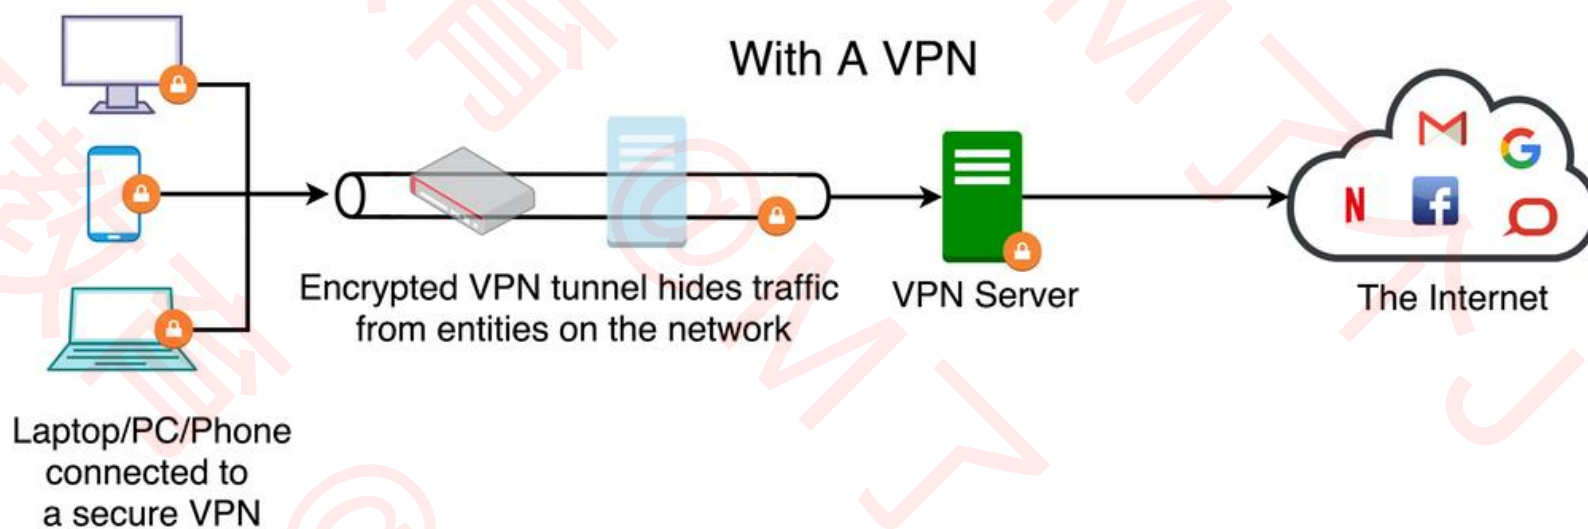 With A VPN
Encrypted VPN tunnel hides traffic
from entities on the network
VPN Server
The Internet
Laptop/PC/Phone
connected to
a secure VPN